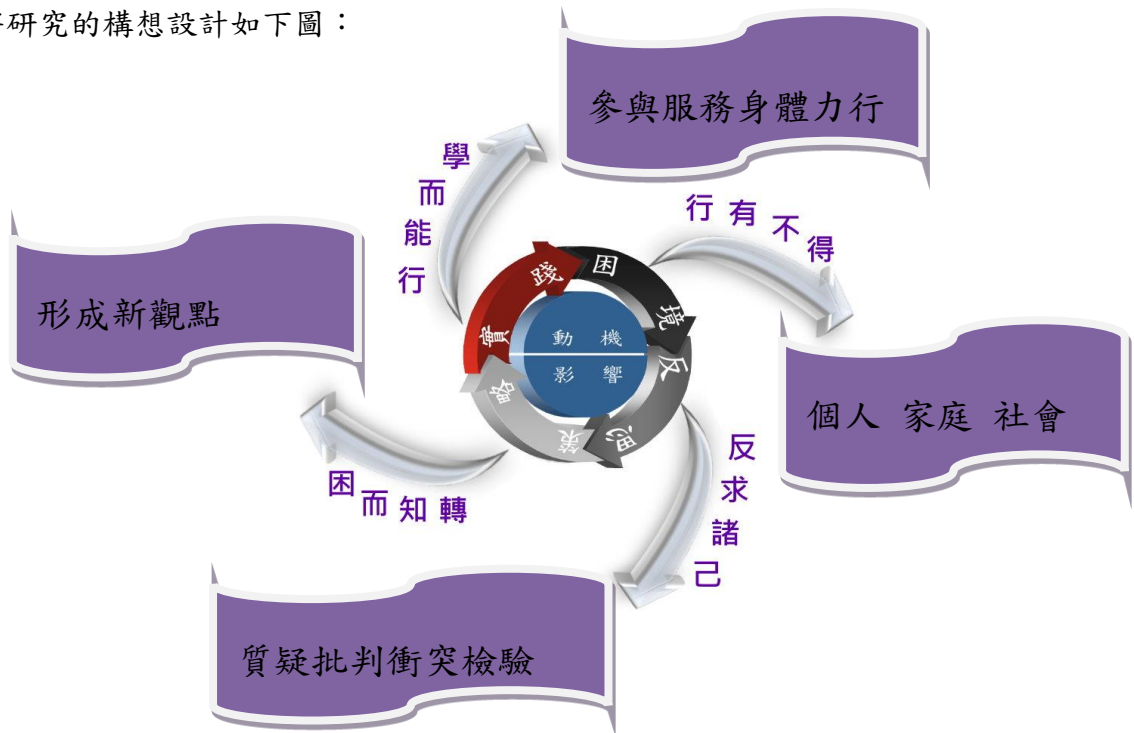 研究的構想設計如下圖：
參與服務身體力行
學而能行
行有不得
形成新觀點
實踐
困境
動機
影響
反思
策略
個人 家庭 社會
反求諸己
困而知轉
質疑批判衝突檢驗